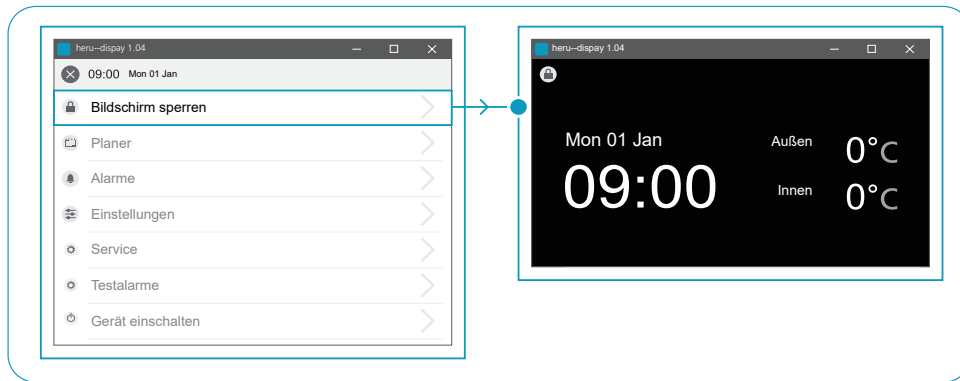 heru--dispay 1.04
09:00 Mon 01 Jan
Bildschirm sperren
Planer
Alarme
Einstellungen
Service
Testalarme
Gerät einschalten
heru--dispay 1.04
Mon 01 Jan
09:00
Außen 0°C
Innen 0°C